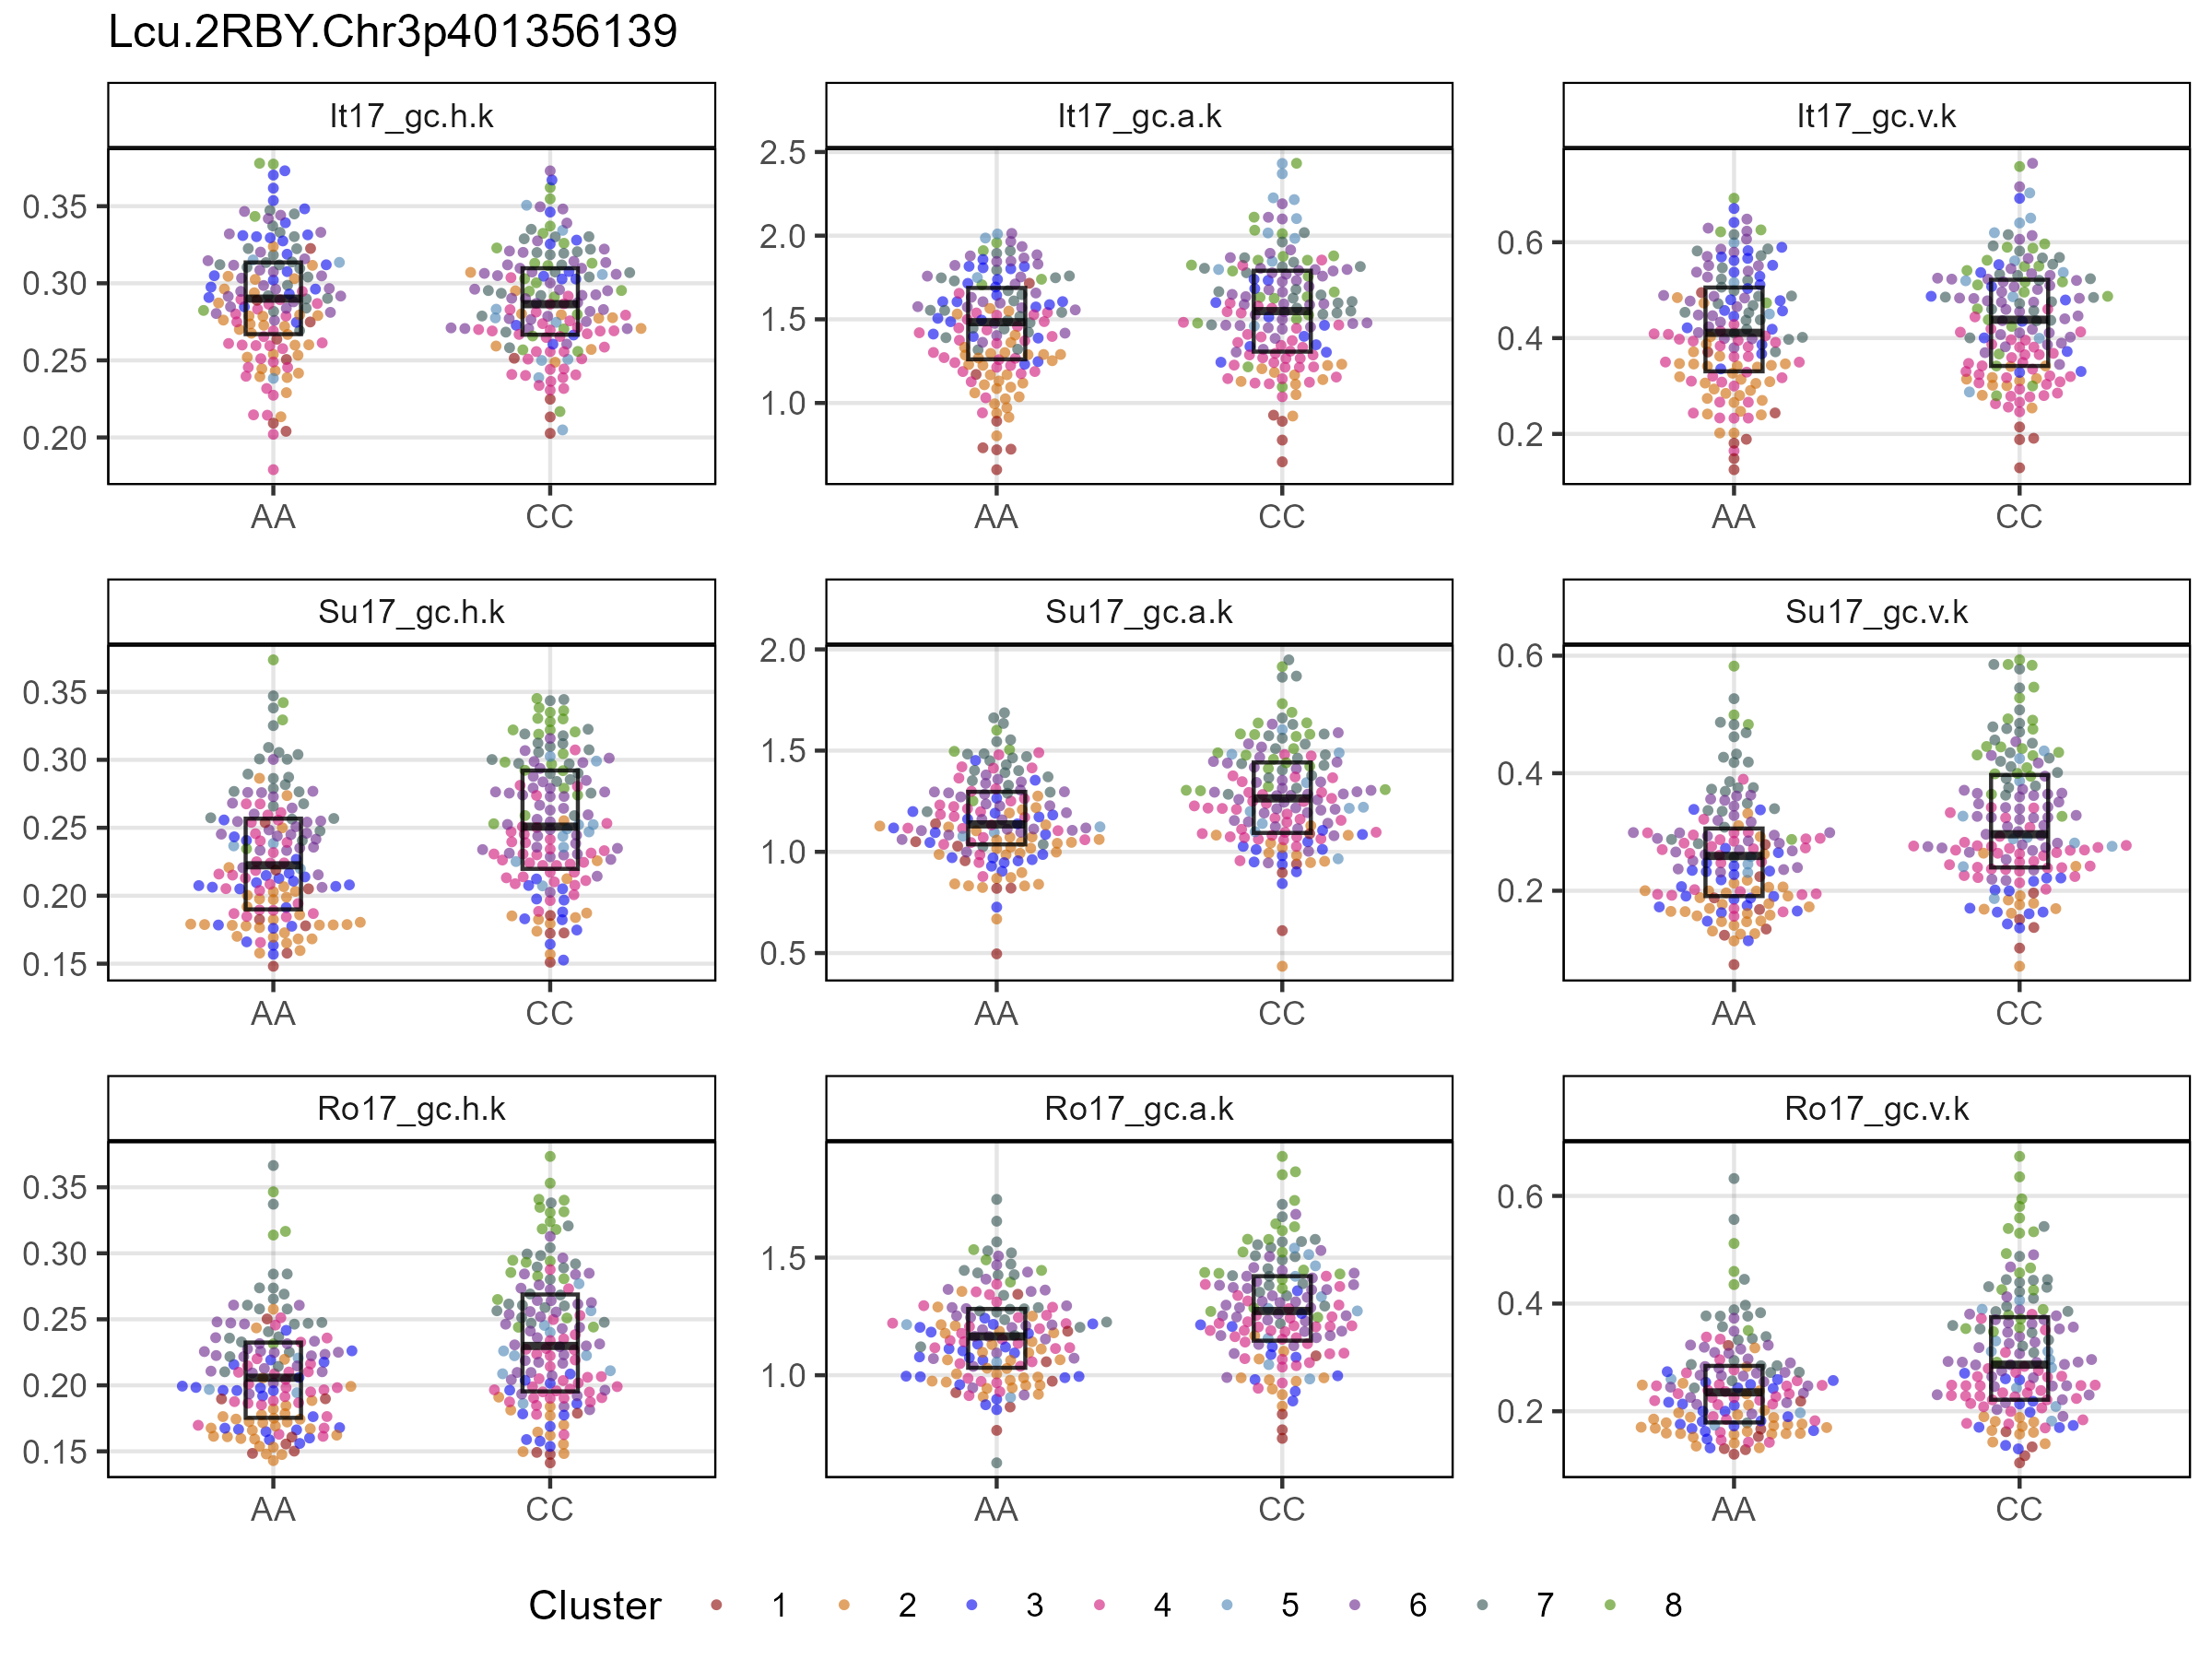 Lcu.2RBY.Chr3p401356139
It17_gc.h.k
It17_gc.a.k
It17_gc.v.k
0.35
0.30
0.25
0.20
2.5
2.0
1.5
1.0
0.6
0.4
0.2
AA
CC
AA
CC
AA
CC
Su17_gc.h.k
Su17_gc.a.k
Su17_gc.v.k
0.35
0.30
0.25
0.20
0.15
2.0
1.5
1.0
0.5
0.6
0.4
0.2
AA
CC
AA
CC
AA
CC
Ro17_gc.h.k
Ro17_gc.a.k
Ro17_gc.v.k
0.35
0.30
0.25
0.20
0.15
1.5
1.0
0.6
0.4
0.2
AA
CC
AA
CC
AA
CC
Cluster 1 2 3 4 5 6 7 8